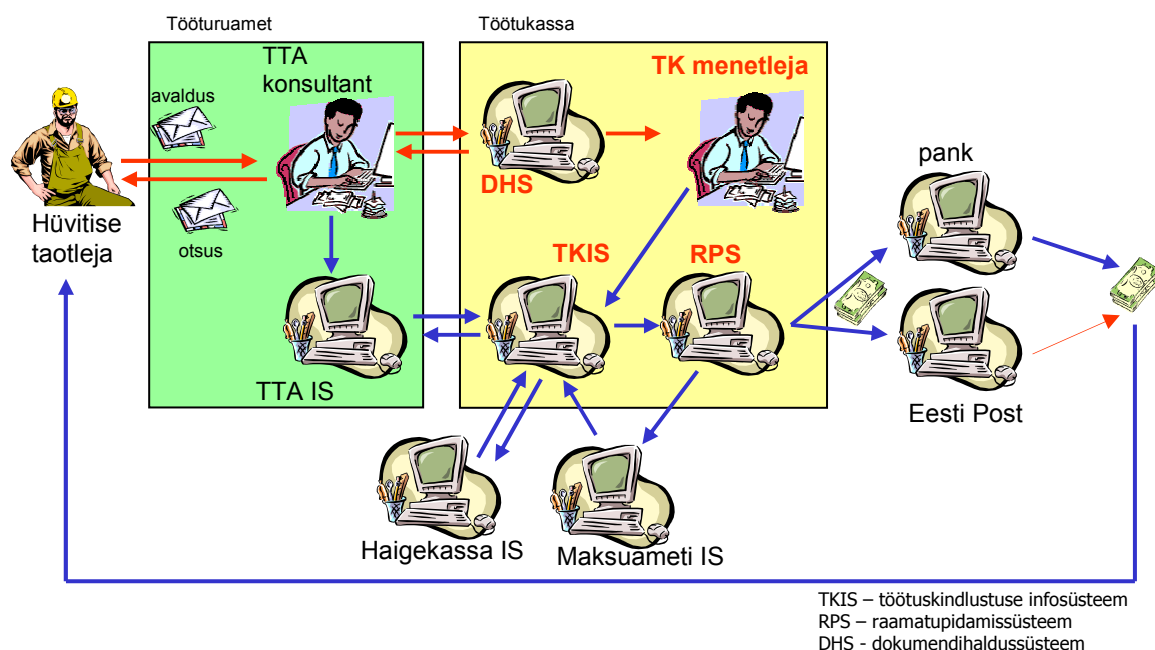 Tööturuamet
Töötukassa
TTA
konsultant
TK menetleja
avaldus
pank
DHS
Hüvitise
taotleja
otsus
TKIS
RPS
TTA IS
Eesti Post
Haigekassa IS
Maksuameti IS
TKIS – töötuskindlustuse infosüsteem
RPS – raamatupidamissüsteem
DHS - dokumendihaldussüsteem